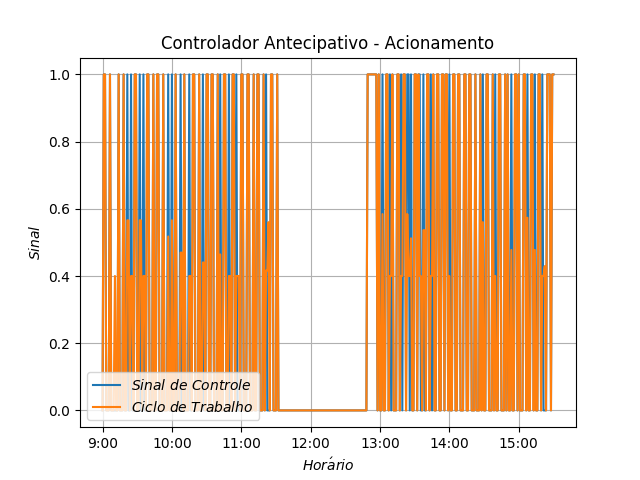 Controlador Antecipativo - Acionamento
Sinal
1.0
0.8
0.6
0.4
0.2
0.0
Sinal de Controle
Ciclo de Trabalho
9:00 10:00 11:00 12:00 13:00 14:00 15:00
Horário